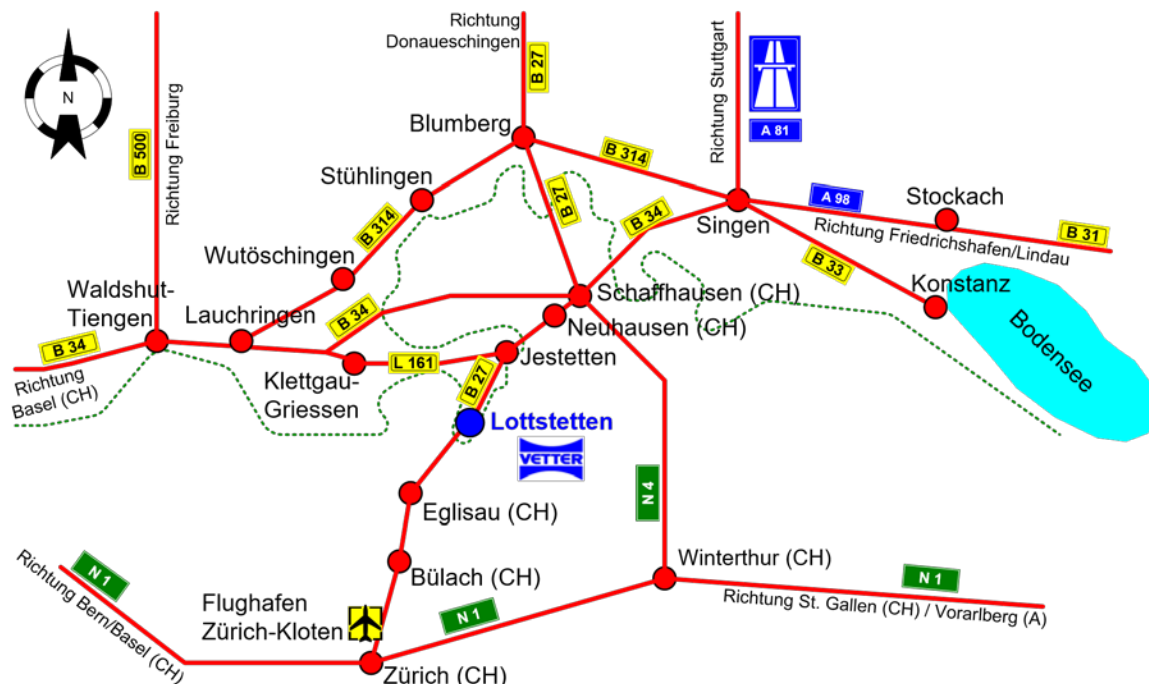 Richtung
Donaueschingen
B 27
Richtung Stuttgart
A 81
N
B 500
Richtung Freiburg
Blumberg
B 314
Stühlingen
B 27
B 34
Singen
A 98
Stockach
B 31
Richtung Friedrichshafen/Lindau
B 314
B 33
Wutöschingen
Konstanz
Bodensee
Waldshut-
Tiengen
Lauchringen
B 34
Schaffhausen (CH)
Neuhausen (CH)
B 34
Richtung
Basel (CH)
L 161
Jestetten
Klettgau-
Griessen
B 27
Lottstetten
VETTER
N 4
Eglisau (CH)
Bülach (CH)
Winterthur (CH)
N 1
Richtung St. Gallen (CH) / Vorarlberg (A)
N 1
Richtung Bern/Basel (CH)
Flughafen
Zürich-Kloten
N 1
Zürich (CH)